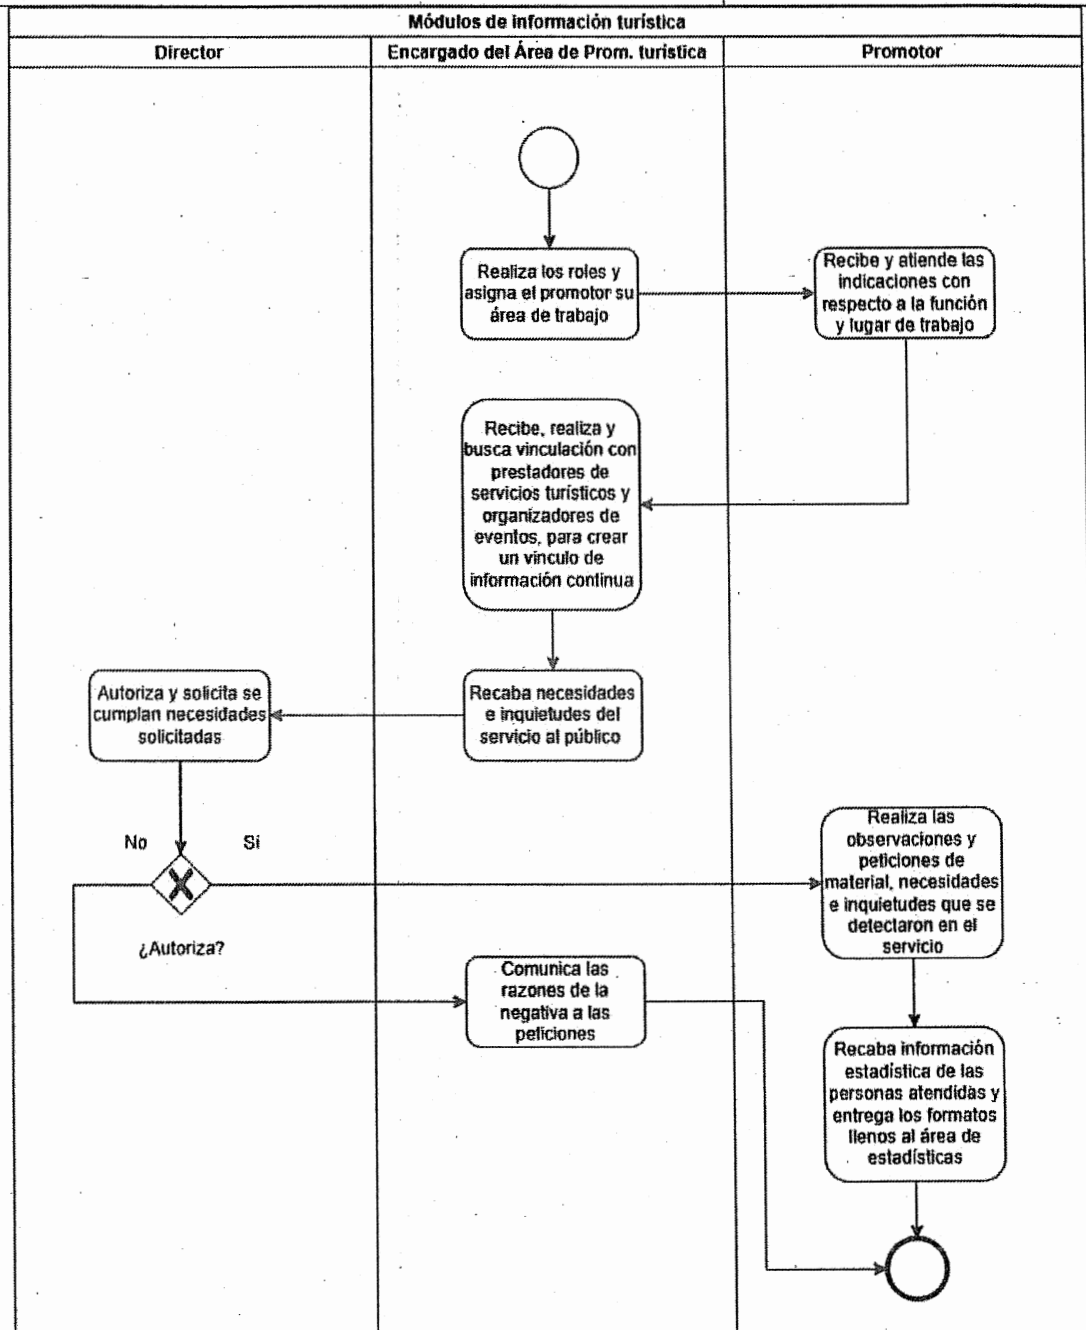 Módulos de información turística
Director
Encargado del Área de Prom. turística
Promotor
Realiza los roles y
asigna el promotor su
área de trabajo
Recibe y atiende las
indicaciones con
respecto a la función
y lugar de trabajo
Recibe, realiza y
busca vinculación con
prestadores de
servicios turísticos y
organizadores de
eventos, para crear
un vinculo de
información continua
Autoriza y solicita se
cumplan necesidades
solicitadas
Recaba necesidades
e inquietudes del
servicio al público
No
Sí
¿Autoriza?
Realiza las
observaciones y
peticiones de
material, necesidades
e inquietudes que se
detectaron en el
servicio
Comunica las
razones de la
negativa a las
peticiones
Recaba información
estadística de las
personas atendidas y
entrega los formatos
llenos al área de
estadísticas